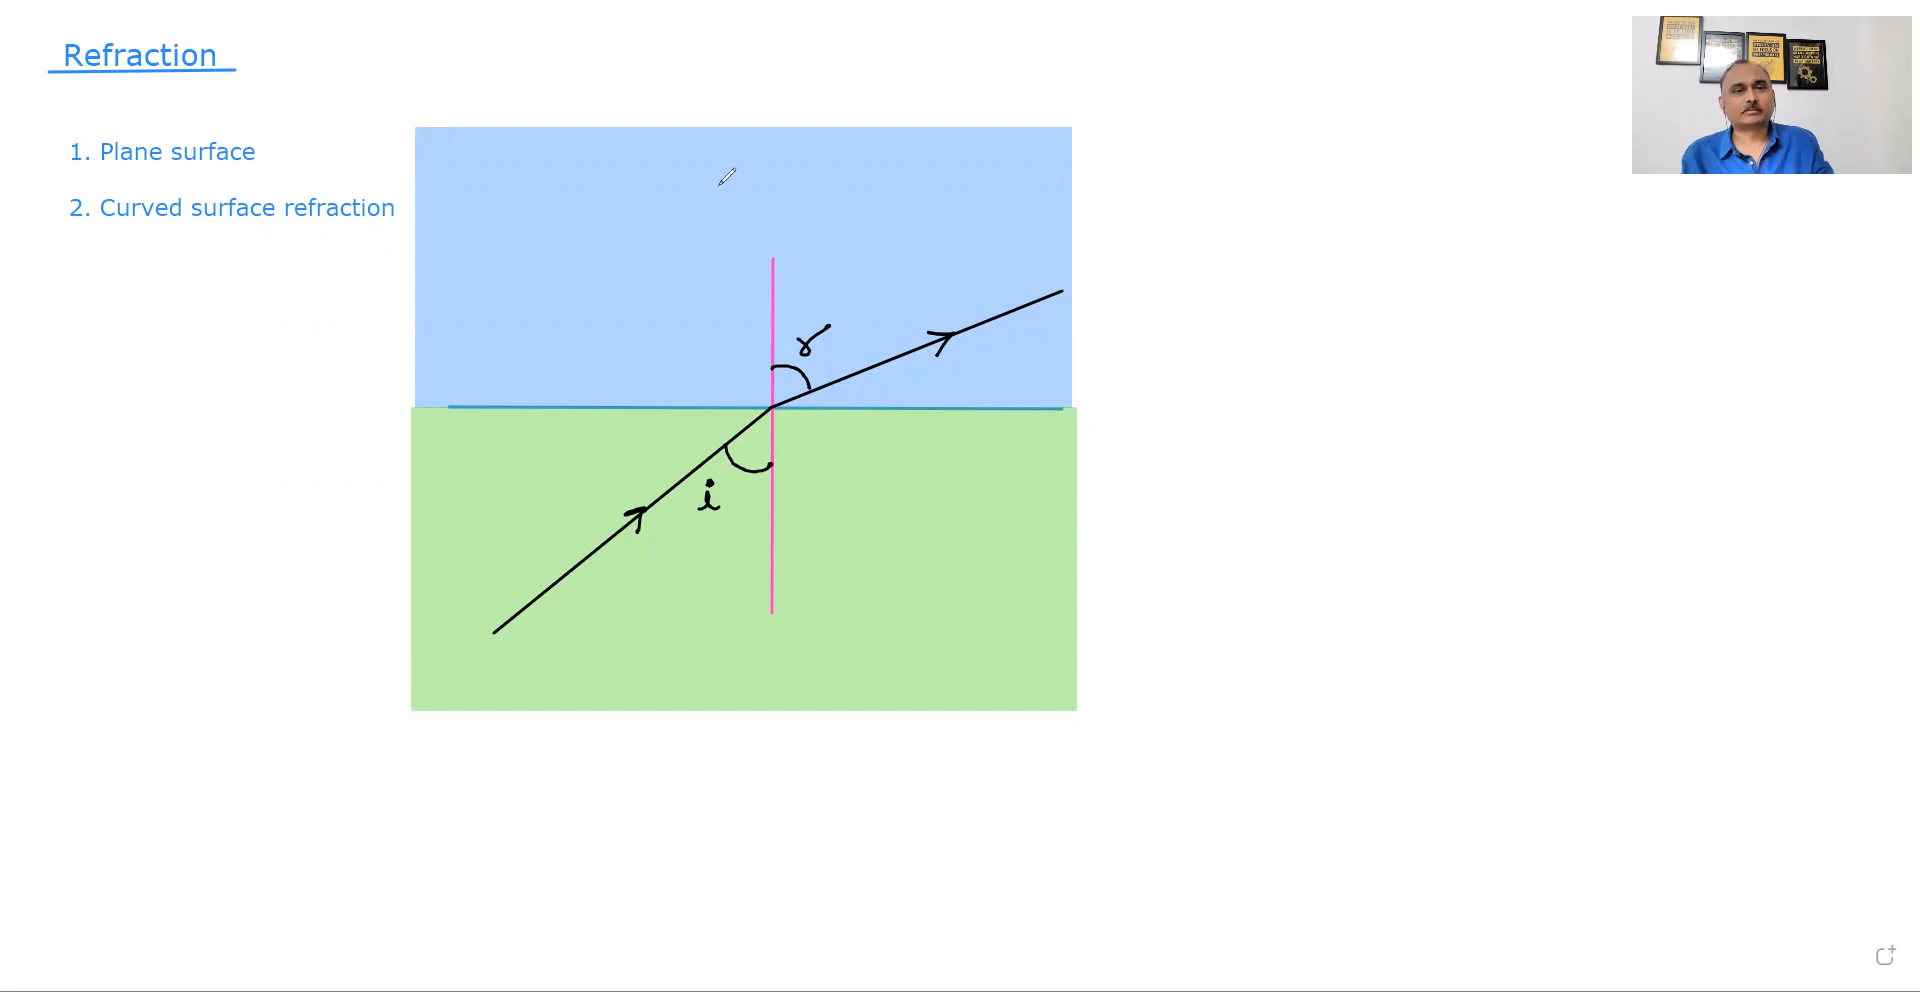 Refraction
1. Plane surface
2. Curved surface refraction
r
i